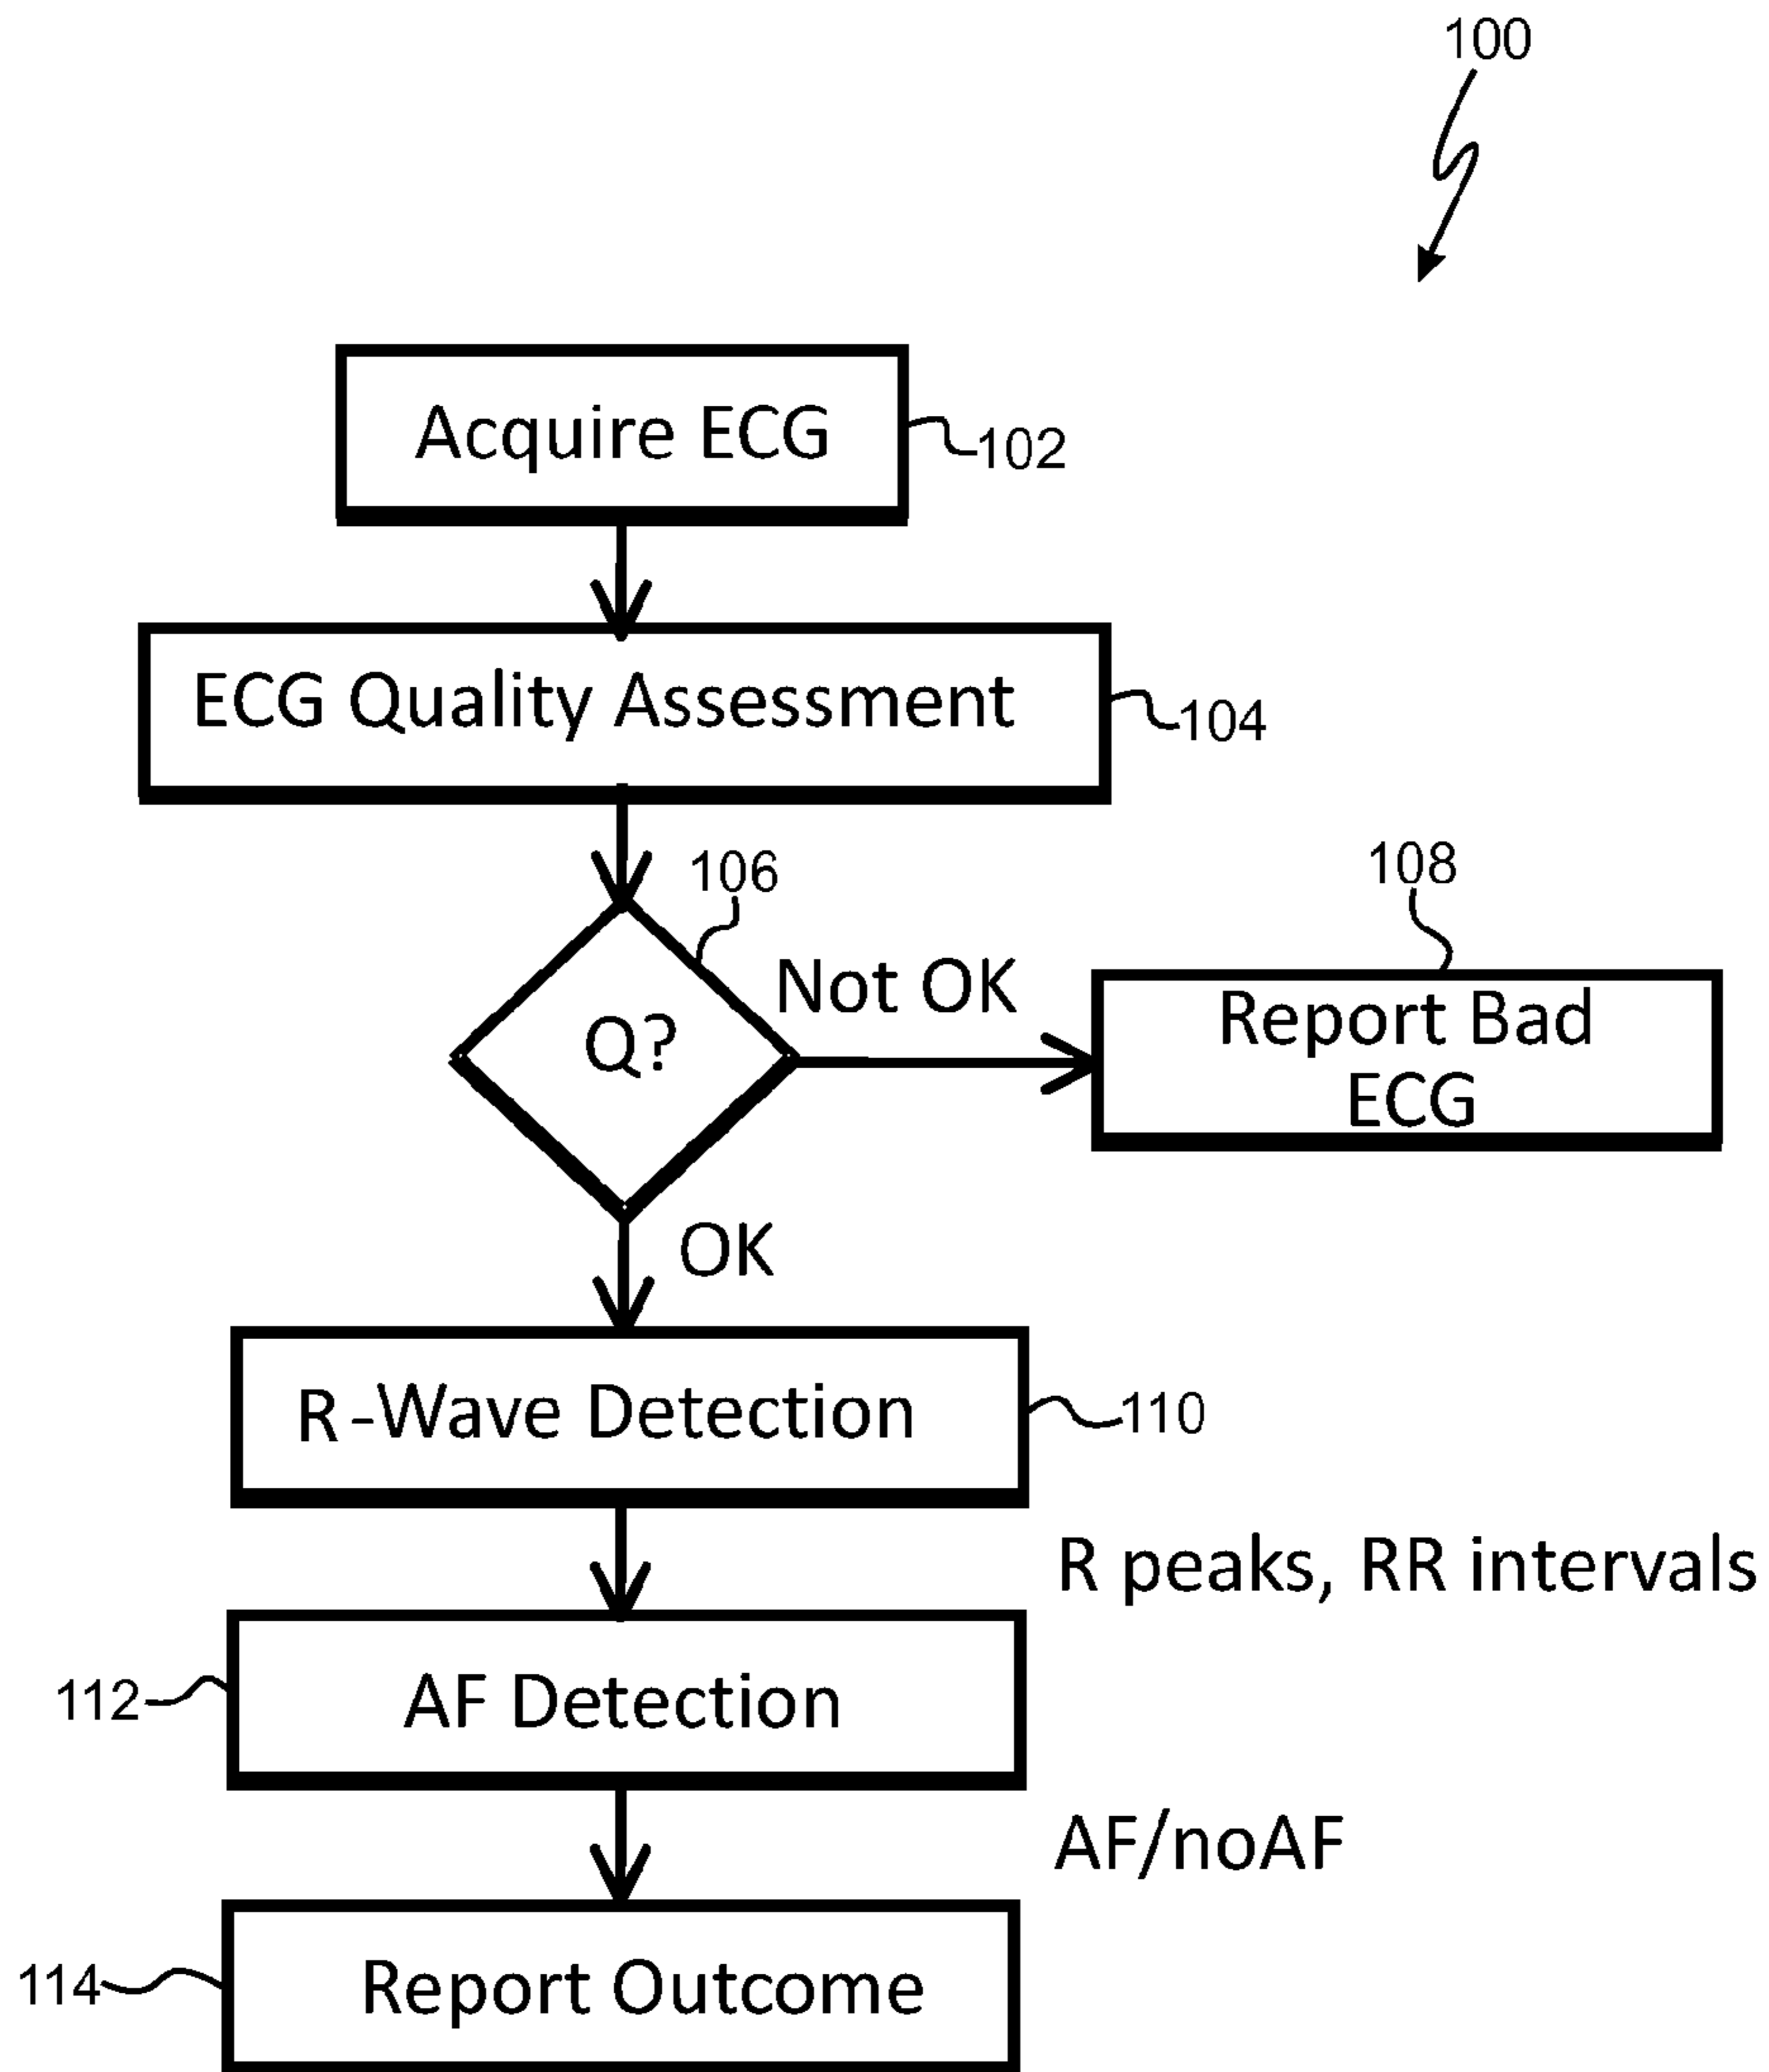 100
Acquire ECG
102
ECG Quality Assessment
104
106
108
Not OK
Q?
Report Bad
ECG
OK
R-Wave Detection
110
R peaks, RR intervals
112
AF Detection
AF/noAF
114
Report Outcome